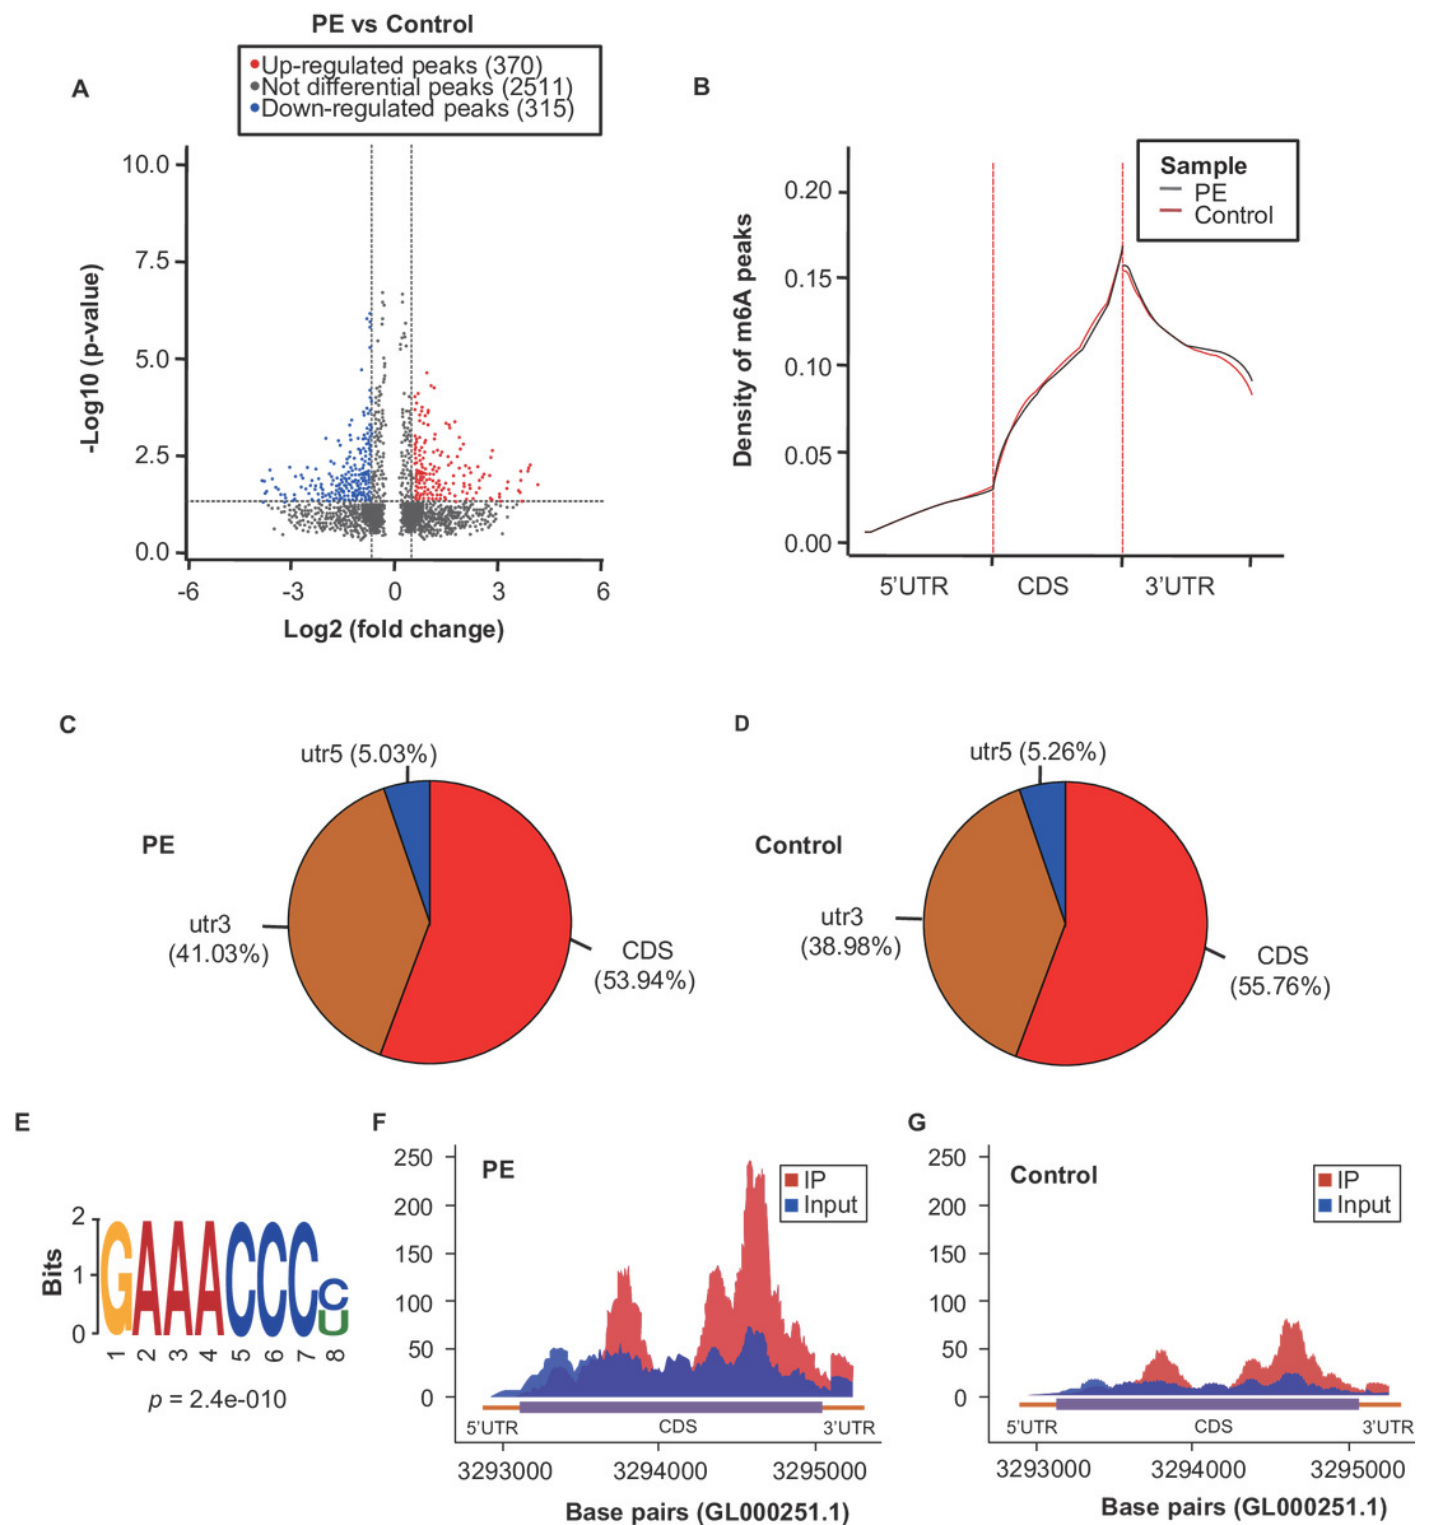 PE vs Control
A
Up-regulated peaks (370)
Not differential peaks (2511)
Down-regulated peaks (315)
10.0
7.5
5.0
2.5
0.0
-Log10 (p-value)
-6
-3
0
3
6
Log2 (fold change)
B
Sample
PE
Control
0.20
0.15
0.10
0.05
0.00
Density of m6A peaks
5'UTR
CDS
3'UTR
C
PE
utr5 (5.03%)
utr3
(41.03%)
CDS
(53.94%)
D
Control
utr5 (5.26%)
utr3
(38.98%)
CDS
(55.76%)
E
Bits
2
1
0
GAAACCCC
U
1 2 3 4 5 6 7 8
p = 2.4e-010
F
PE
IP
Input
250
200
150
100
50
0
5'UTR
CDS
3'UTR
3293000
3294000
3295000
Base pairs (GL000251.1)
G
Control
IP
Input
250
200
150
100
50
0
5'UTR
CDS
3'UTR
3293000
3294000
3295000
Base pairs (GL000251.1)